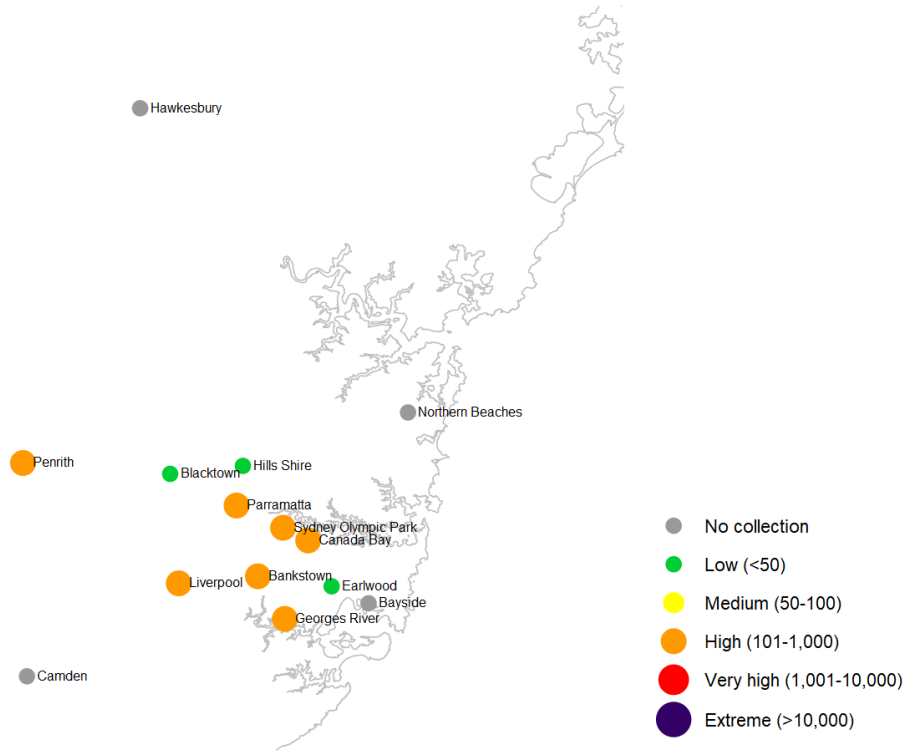 Hawkesbury
Northern Beaches
Penrith
Hills Shire
Blacktown
Parramatta
Sydney Olympic Park
Canada Bay
Bankstown
Liverpool
Earlwood
Bayside
Georges River
Camden
No collection
Low (<50)
Medium (50-100)
High (101-1,000)
Very high (1,001-10,000)
Extreme (>10,000)